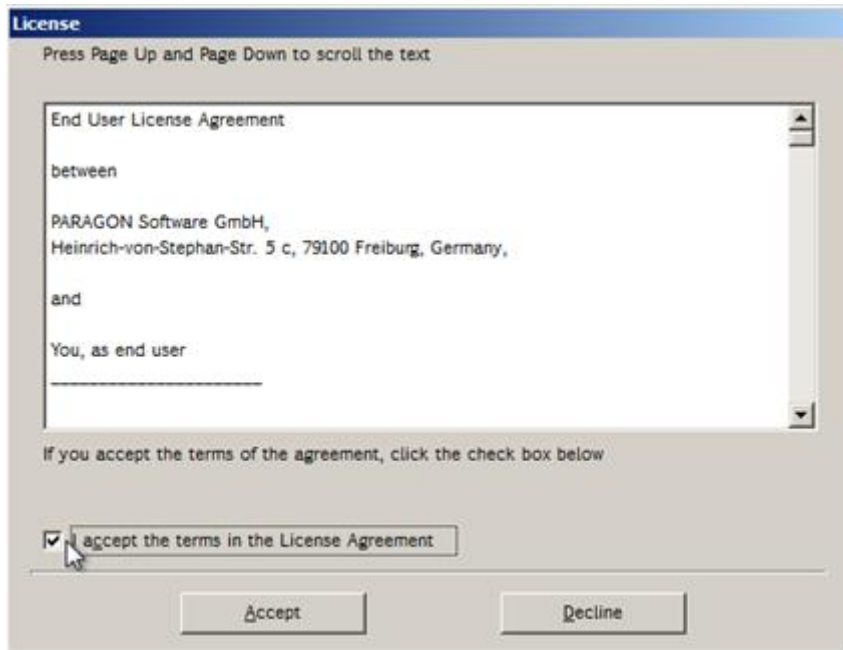 License
Press Page Up and Page Down to scroll the text
End User License Agreement
between
PARAGON Software GmbH,
Heinrich-von-Stephan-Str. 5 c, 79100 Freiburg, Germany,
and
You, as end user
----------------------
If you accept the terms of the agreement, click the check box below
I accept the terms in the License Agreement
Accept
Decline